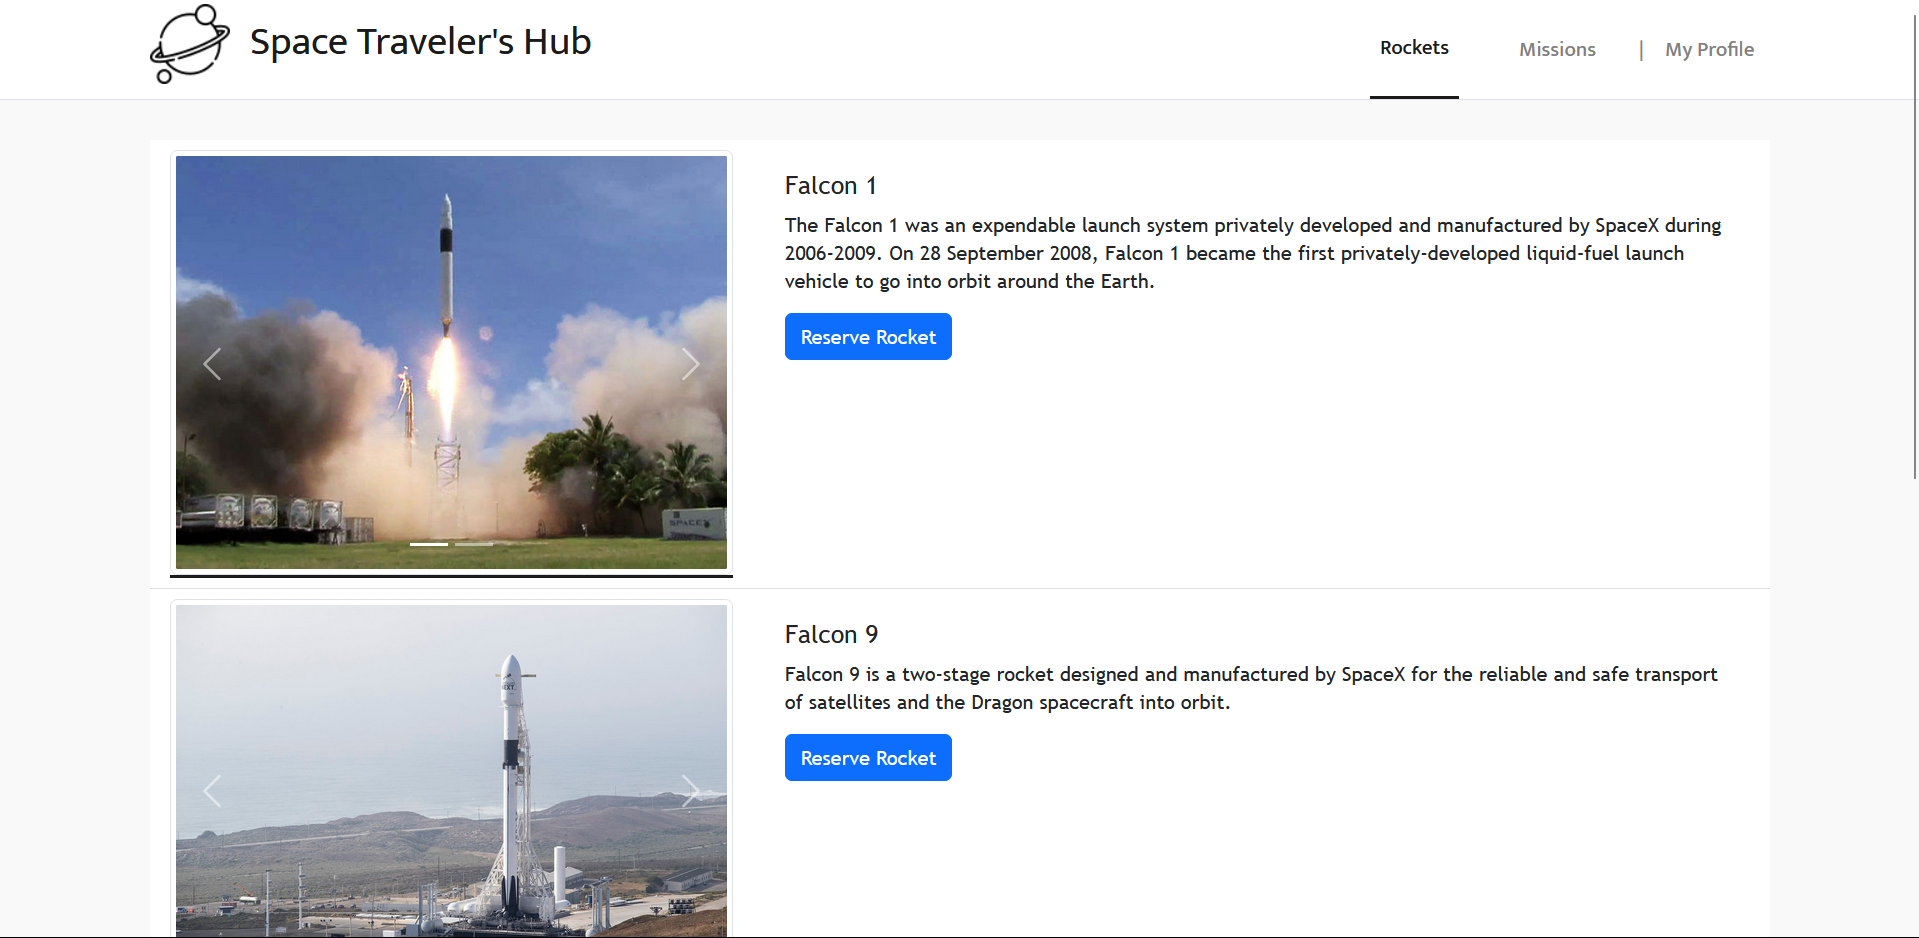 Space Traveler's Hub
Rockets
Missions
|
My Profile
Falcon 1
The Falcon 1 was an expendable launch system privately developed and manufactured by SpaceX during
2006-2009. On 28 September 2008, Falcon 1 became the first privately-developed liquid-fuel launch
vehicle to go into orbit around the Earth.
Reserve Rocket
SPACEX
Falcon 9
Falcon 9 is a two-stage rocket designed and manufactured by SpaceX for the reliable and safe transport
of satellites and the Dragon spacecraft into orbit.
Reserve Rocket
NEXT